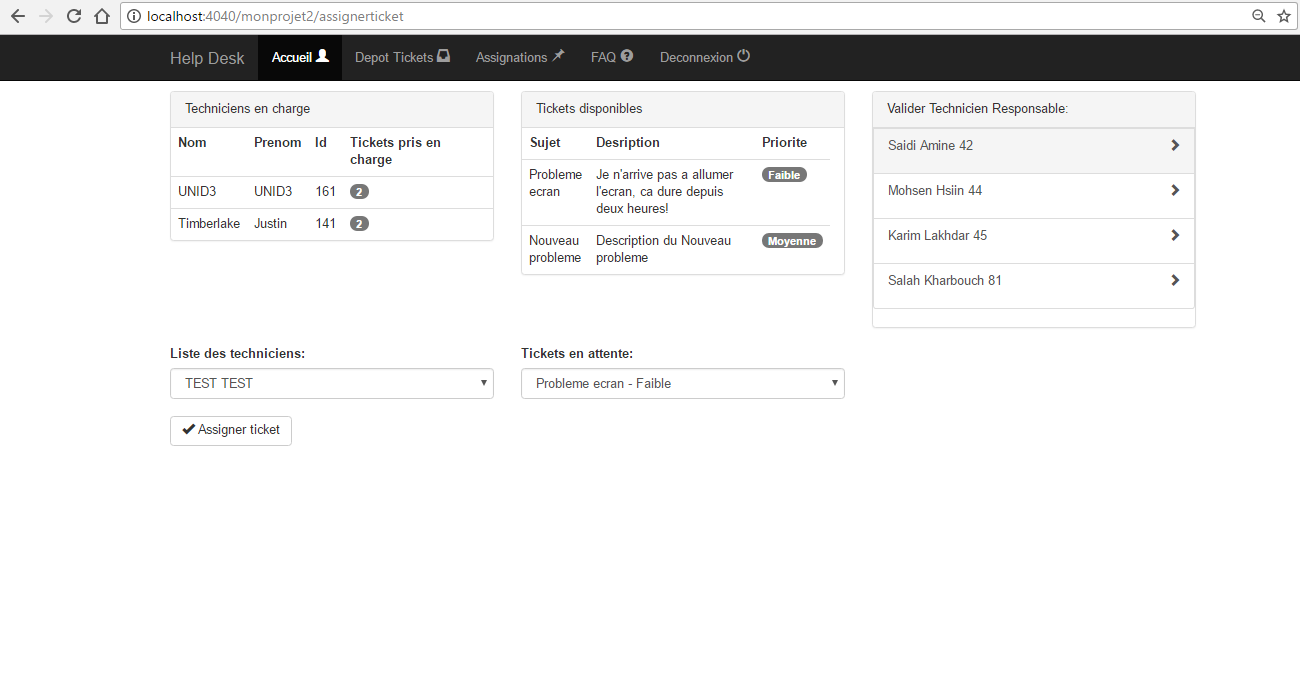 localhost:4040/monprojet2/assignerticket
Help Desk Accueil Depot Tickets Assignations FAQ Deconnexion
Techniciens en charge
Nom Prenom Id Tickets pris en
charge
UNID3 UNID3 161 2
Timberlake Justin 141 2
Tickets disponibles
Sujet Desription Priorite
Probleme Je n'arrive pas a allumer Faible
ecran l'ecran, ca dure depuis
deux heures!
Nouveau Description du Nouveau Moyenne
probleme probleme
Valider Technicien Responsable:
Saidi Amine 42
Mohsen Hsiin 44
Karim Lakhdar 45
Salah Kharbouch 81
Liste des techniciens:
TEST TEST
Tickets en attente:
Probleme ecran - Faible
Assigner ticket